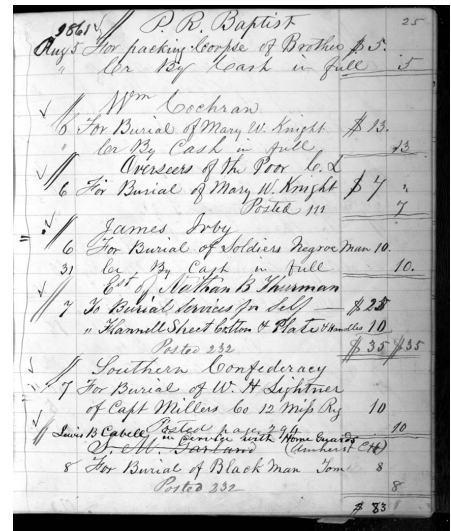 P. R. Baptist 25
1861
Aug 5 For packing Corpse of Brother $ 5.
" Cr By Cash in full 5
Wm Cochran
6 For Burial of Mary W. Knight $ 13.
" Cr By Cash in full 13
Overseers of the Poor C. L
6 For Burial of Mary W. Knight $ 7 "
Posted 111 7
James Irby
6 For Burial of Soldiers Negroe Man 10.
31 Cr By Cash in full 10.
Est of Nathan B Thurman
7 To Burial Services for Self $ 25
" Flannell Sheet Cotton & Plate & Handles 10
Posted 232 $ 35 $ 35
Southern Confederacy
7 For Burial of W. H Lightner
of Capt Millers Co 12 Miss Reg 10
Posted page 294 10
Lewis B Cabell in Comp with Home Guards
S. M. Garland (Amherst CH)
8 For Burial of Black Man Tom 8
Posted 232 8
$ 83